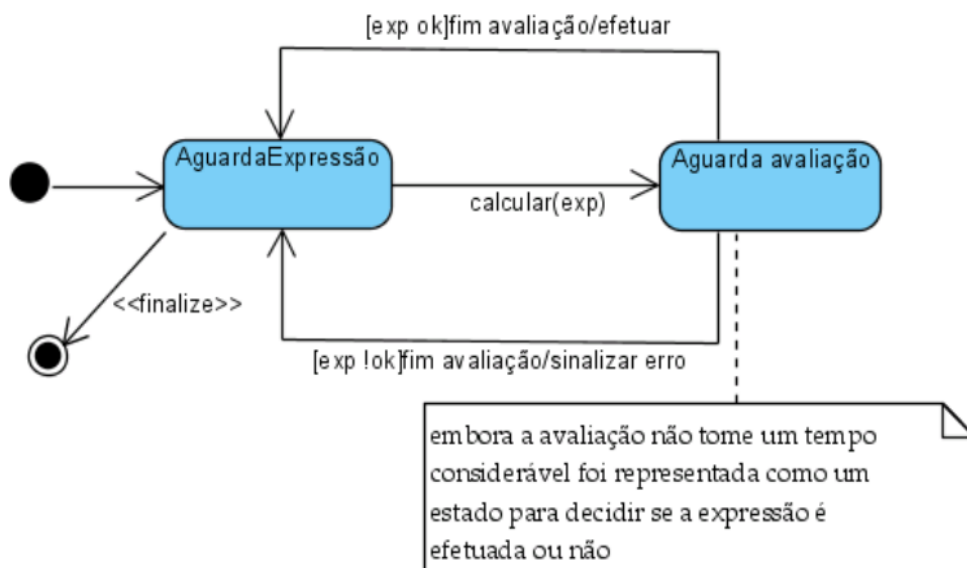 [exp ok]fim avaliação/efetuar
AguardaExpressão
Aguarda avaliação
calcular(exp)
<<finalize>>
[exp !ok]fim avaliação/sinalizar erro
embora a avaliação não tome um tempo
considerável foi representada como um
estado para decidir se a expressão é
efetuada ou não